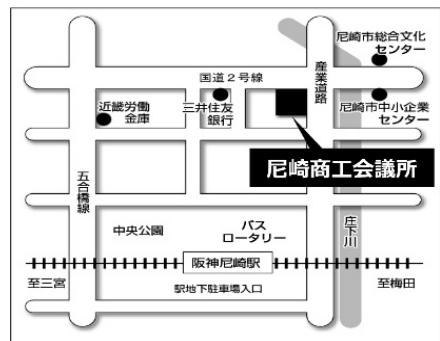 尼崎市総合文化
センター
国道2号線
産業道路
近畿労働
金庫
三井住友
銀行
尼崎市中小企業
センター
尼崎商工会議所
五合橋線
中央公園
バス
ロータリー
庄下川
阪神尼崎駅
至三宮
駅地下駐車場入口
至梅田